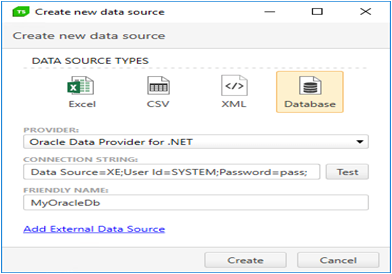 TS Create new data source
Create new data source
DATA SOURCE TYPES
Excel CSV XML Database
PROVIDER:
Oracle Data Provider for .NET
CONNECTION STRING:
Data Source=XE;User Id=SYSTEM;Password=pass; Test
FRIENDLY NAME:
MyOracleDb
Add External Data Source
Create Cancel